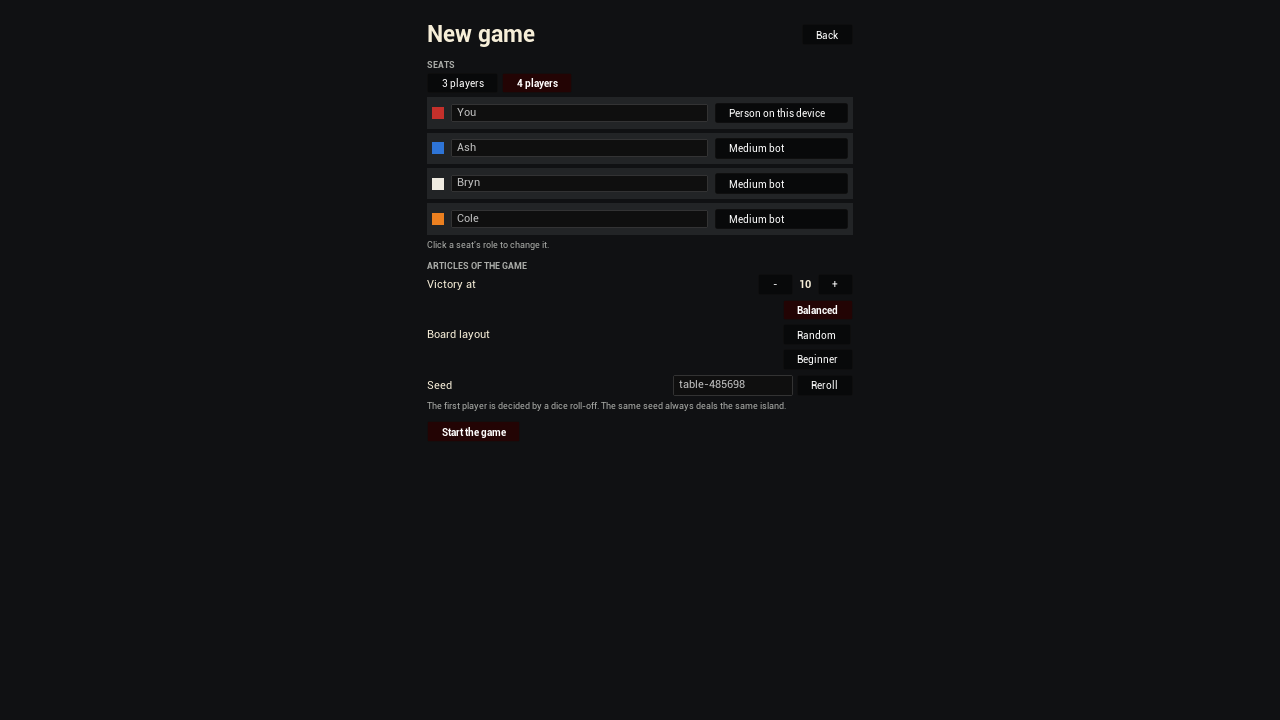 New game
Back
SEATS
3 players
4 players
You
Person on this device
Ash
Medium bot
Bryn
Medium bot
Cole
Medium bot
Click a seat's role to change it.
ARTICLES OF THE GAME
Victory at
-
10
+
Balanced
Board layout
Random
Beginner
Seed
table-485698
Reroll
The first player is decided by a dice roll-off. The same seed always deals the same island.
Start the game